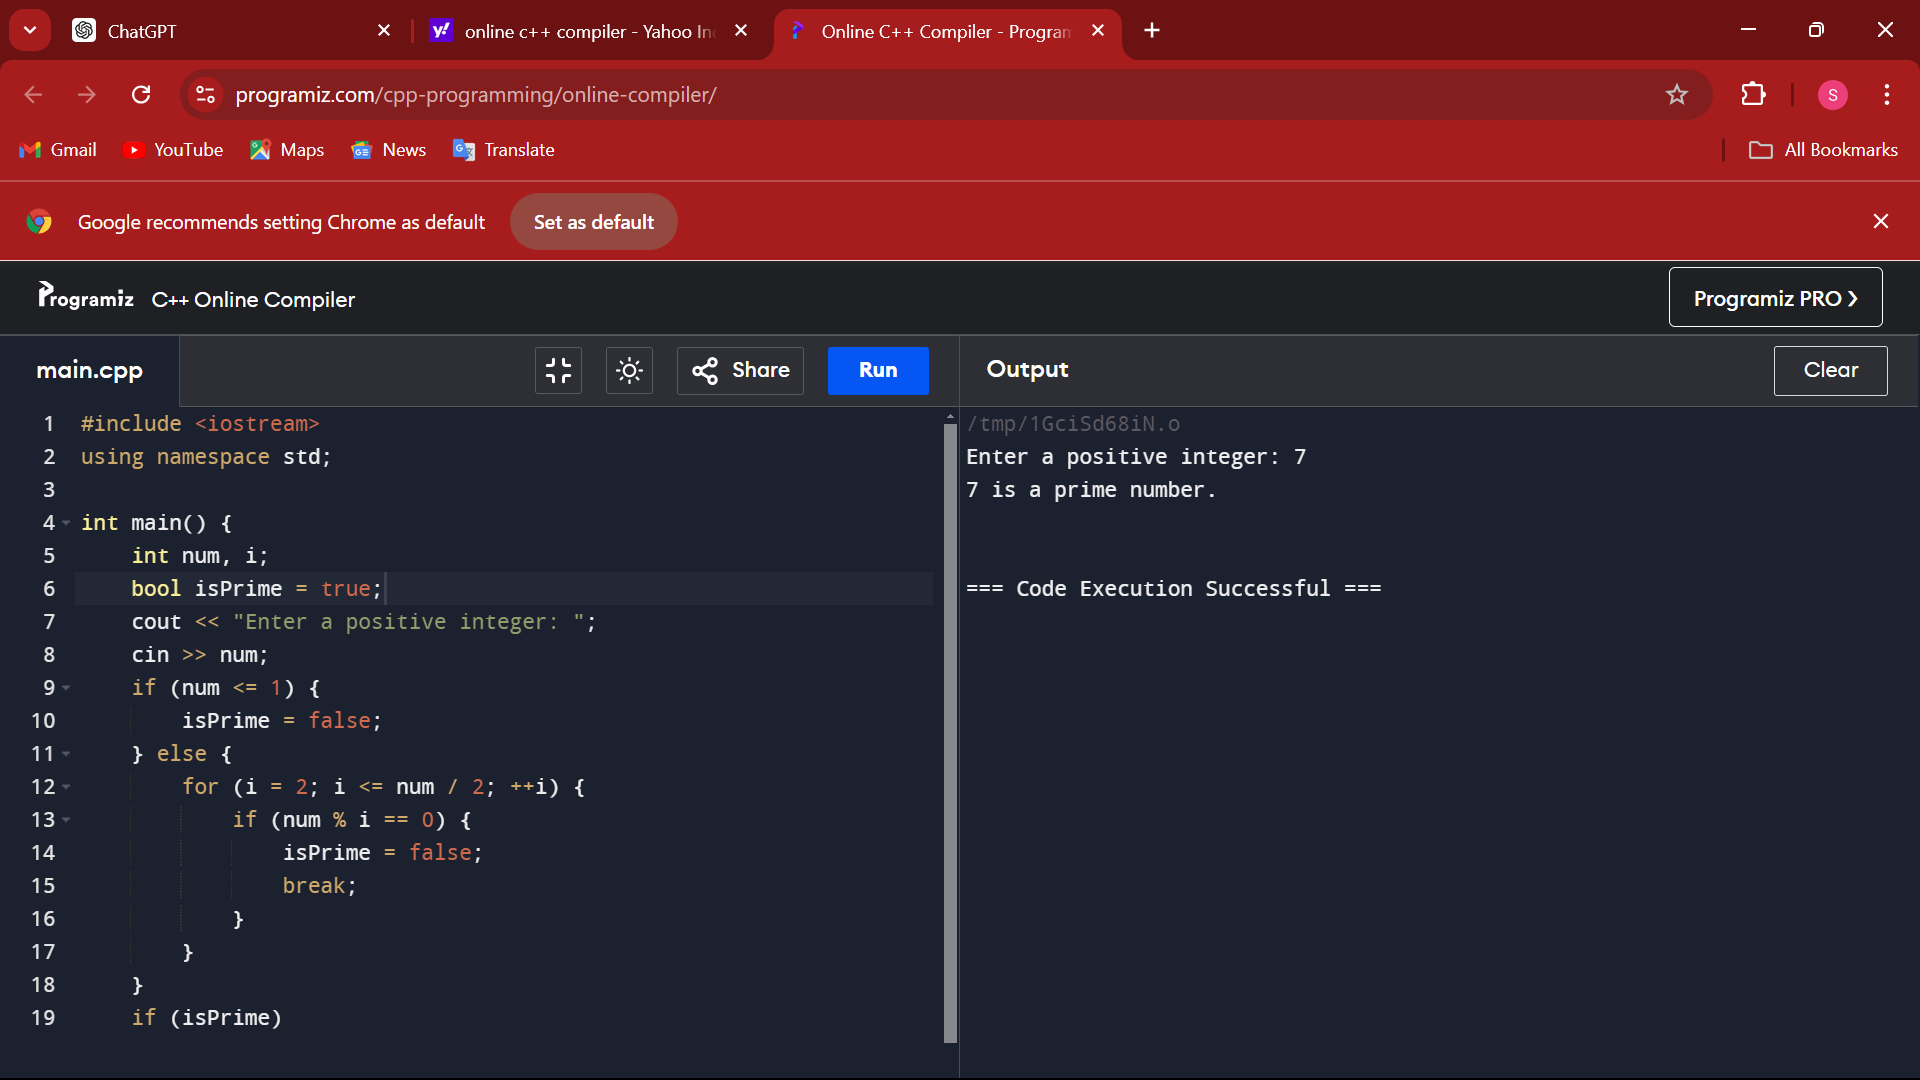 ChatGPT
online c++ compiler - Yahoo In
Online C++ Compiler - Program
programiz.com/cpp-programming/online-compiler/
S
Gmail
YouTube
Maps
News
Translate
All Bookmarks
Google recommends setting Chrome as default
Set as default
Programiz C++ Online Compiler
Programiz PRO ❯
main.cpp
Share
Run
Output
Clear
1 #include <iostream>
2 using namespace std;
3
4 int main() {
5     int num, i;
6     bool isPrime = true;
7     cout << "Enter a positive integer: ";
8     cin >> num;
9     if (num <= 1) {
10         isPrime = false;
11     } else {
12         for (i = 2; i <= num / 2; ++i) {
13             if (num % i == 0) {
14                 isPrime = false;
15                 break;
16             }
17         }
18     }
19     if (isPrime)
/tmp/1GciSd68iN.o
Enter a positive integer: 7
7 is a prime number.
=== Code Execution Successful ===